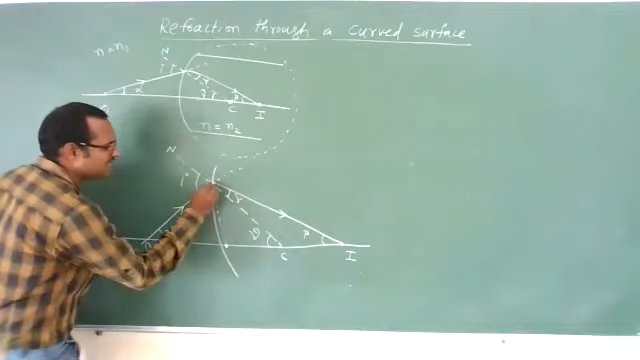 Refraction through a curved surface
n = n₁
N
i
r
α
γ
β
C
I
n = n₂
N
i
r
γ
β
C
I